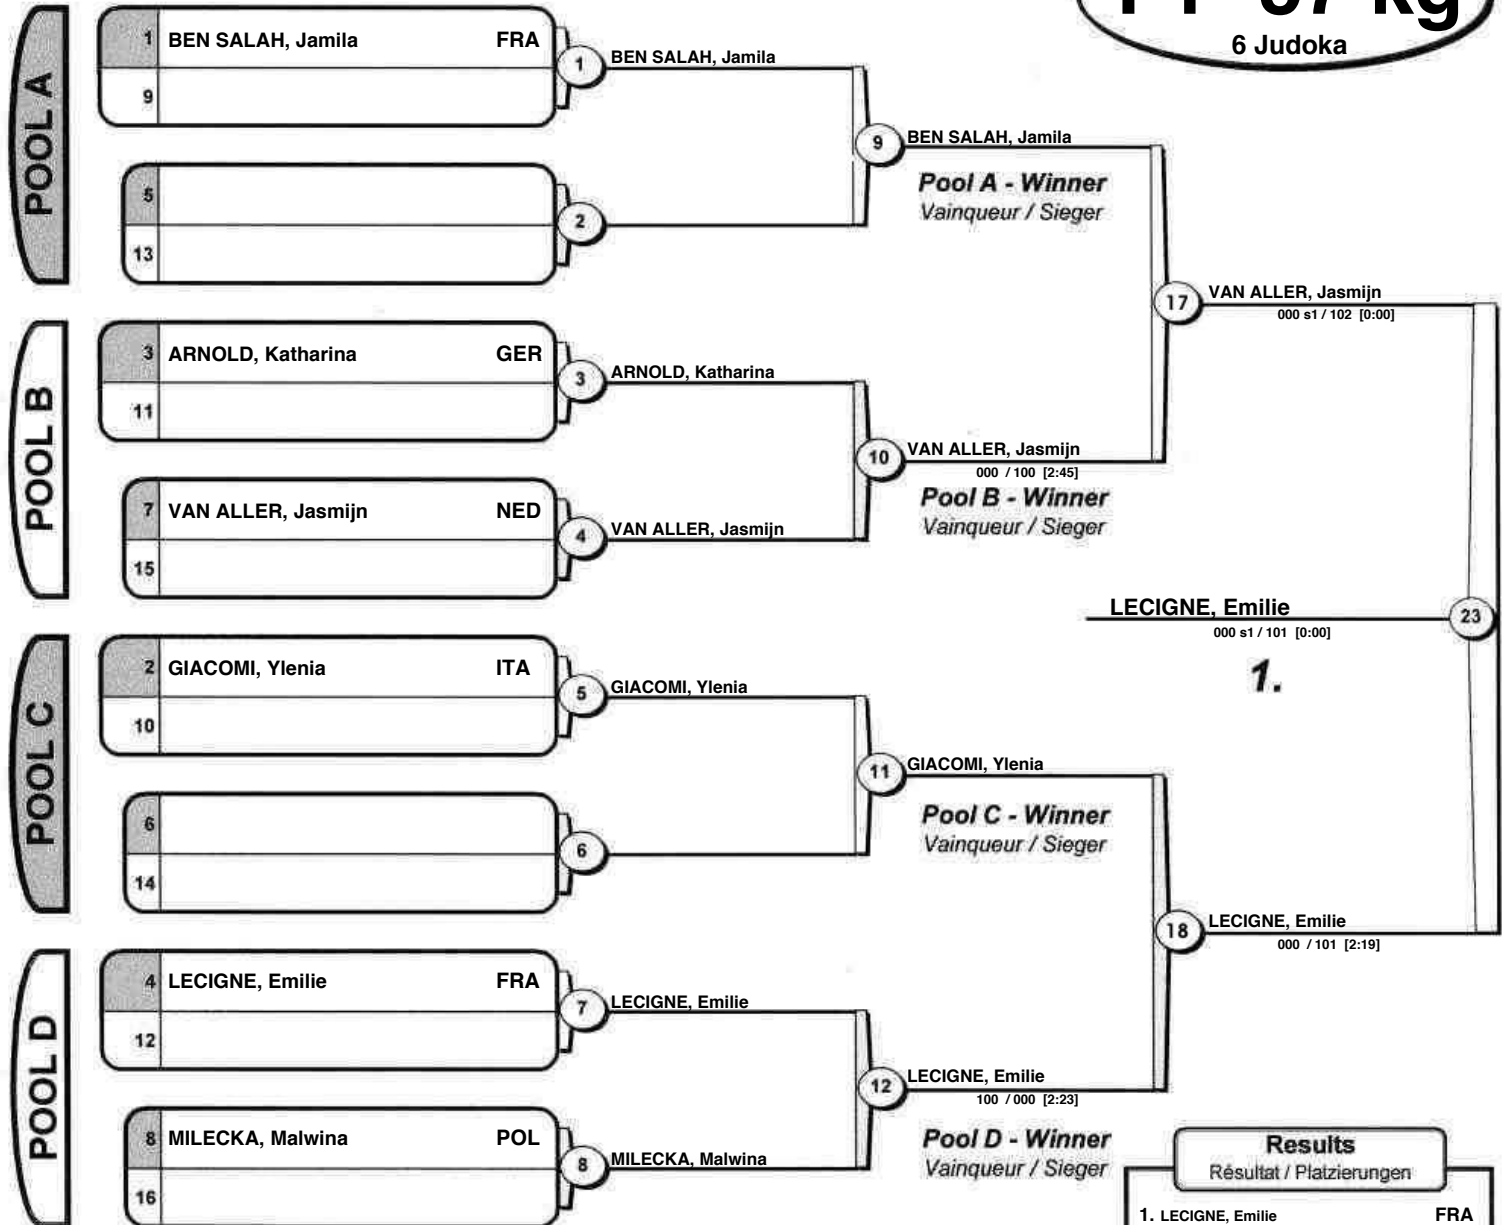 6 Judoka
POOL A
1 BEN SALAH, Jamila FRA
9
1 BEN SALAH, Jamila
5
13
2
9 BEN SALAH, Jamila
Pool A - Winner
Vainqueur / Sieger
17 VAN ALLER, Jasmijn
000 s1 / 102 [0:00]
POOL B
3 ARNOLD, Katharina GER
11
3 ARNOLD, Katharina
10 VAN ALLER, Jasmijn
000 / 100 [2:45]
Pool B - Winner
Vainqueur / Sieger
7 VAN ALLER, Jasmijn NED
15
4 VAN ALLER, Jasmijn
LECIGNE, Emilie 23
000 s1 / 101 [0:00]
1.
POOL C
2 GIACOMI, Ylenia ITA
10
5 GIACOMI, Ylenia
11 GIACOMI, Ylenia
Pool C - Winner
Vainqueur / Sieger
6
14
6
18 LECIGNE, Emilie
000 / 101 [2:19]
POOL D
4 LECIGNE, Emilie FRA
12
7 LECIGNE, Emilie
12 LECIGNE, Emilie
100 / 000 [2:23]
Pool D - Winner
Vainqueur / Sieger
8 MILECKA, Malwina POL
16
8 MILECKA, Malwina
Results
Résultat / Platzierungen
1. LECIGNE, Emilie FRA